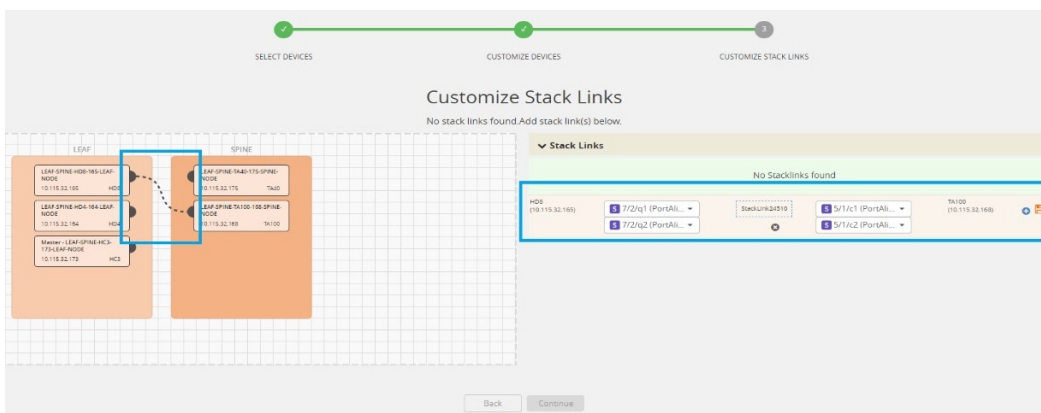 3
SELECT DEVICES
CUSTOMIZE DEVICES
CUSTOMIZE STACK LINKS
Customize Stack Links
No stack links found.Add stack link(s) below.
LEAF
SPINE
LEAF-SPINE-HD8-165-LEAF-
NODE
10.115.32.165 HD8
LEAF-SPINE-HD4-164-LEAF-
NODE
10.115.32.164 HD4
Master - LEAF-SPINE-HC3-
173-LEAF-NODE
10.115.32.173 HC3
LEAF-SPINE-TA40-175-SPINE-
NODE
10.115.32.175 TA40
LEAF-SPINE-TA100-168-SPINE-
NODE
10.115.32.168 TA100
Stack Links
No Stacklinks found
HD8
(10.115.32.165)
S 7/2/q1 (PortAli...
S 7/2/q2 (PortAli...
StackLink24510
S 5/1/c1 (PortAli...
S 5/1/c2 (PortAli...
TA100
(10.115.32.168)
Back
Continue